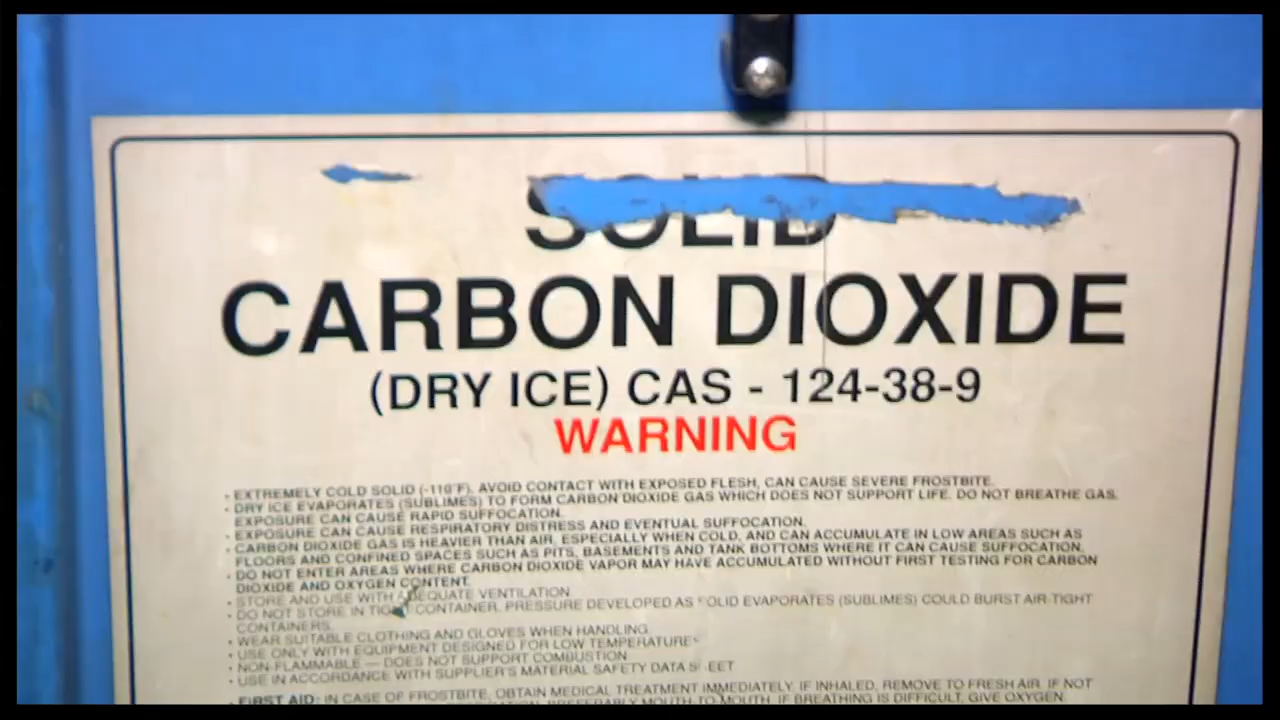 SOLID
CARBON DIOXIDE
(DRY ICE) CAS - 124-38-9
WARNING
• EXTREMELY COLD SOLID (-110°F). AVOID CONTACT WITH EXPOSED FLESH, CAN CAUSE SEVERE FROSTBITE.
• DRY ICE EVAPORATES (SUBLIMES) TO FORM CARBON DIOXIDE GAS WHICH DOES NOT SUPPORT LIFE. DO NOT BREATHE GAS.
EXPOSURE CAN CAUSE RAPID SUFFOCATION.
• EXPOSURE CAN CAUSE RESPIRATORY DISTRESS AND EVENTUAL SUFFOCATION.
• CARBON DIOXIDE GAS IS HEAVIER THAN AIR, ESPECIALLY WHEN COLD, AND CAN ACCUMULATE IN LOW AREAS SUCH AS
FLOORS AND CONFINED SPACES SUCH AS PITS, BASEMENTS AND TANK BOTTOMS WHERE IT CAN CAUSE SUFFOCATION.
• DO NOT ENTER AREAS WHERE CARBON DIOXIDE VAPOR MAY HAVE ACCUMULATED WITHOUT FIRST TESTING FOR CARBON
DIOXIDE AND OXYGEN CONTENT.
• STORE AND USE WITH ADEQUATE VENTILATION
• DO NOT STORE IN TIGHT CONTAINER. PRESSURE DEVELOPED AS SOLID EVAPORATES (SUBLIMES) COULD BURST AIR-TIGHT
CONTAINERS.
• WEAR SUITABLE CLOTHING AND GLOVES WHEN HANDLING.
• USE ONLY WITH EQUIPMENT DESIGNED FOR LOW TEMPERATURES
• NON-FLAMMABLE — DOES NOT SUPPORT COMBUSTION
• USE IN ACCORDANCE WITH SUPPLIER'S MATERIAL SAFETY DATA SHEET
• FIRST AID: IN CASE OF FROSTBITE, OBTAIN MEDICAL TREATMENT IMMEDIATELY. IF INHALED, REMOVE TO FRESH AIR. IF NOT
PREFERABLY MOUTH-TO-MOUTH. IF BREATHING IS DIFFICULT, GIVE OXYGEN.